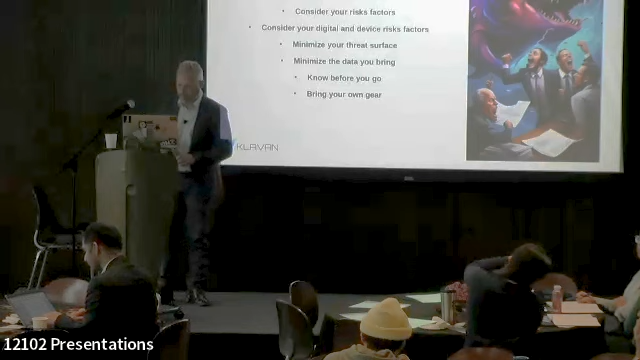 Consider your risks factors
Consider your digital and device risks factors
Minimize your threat surface
Minimize the data you bring
Know before you go
Bring your own gear
KLAVAN
12102 Presentations